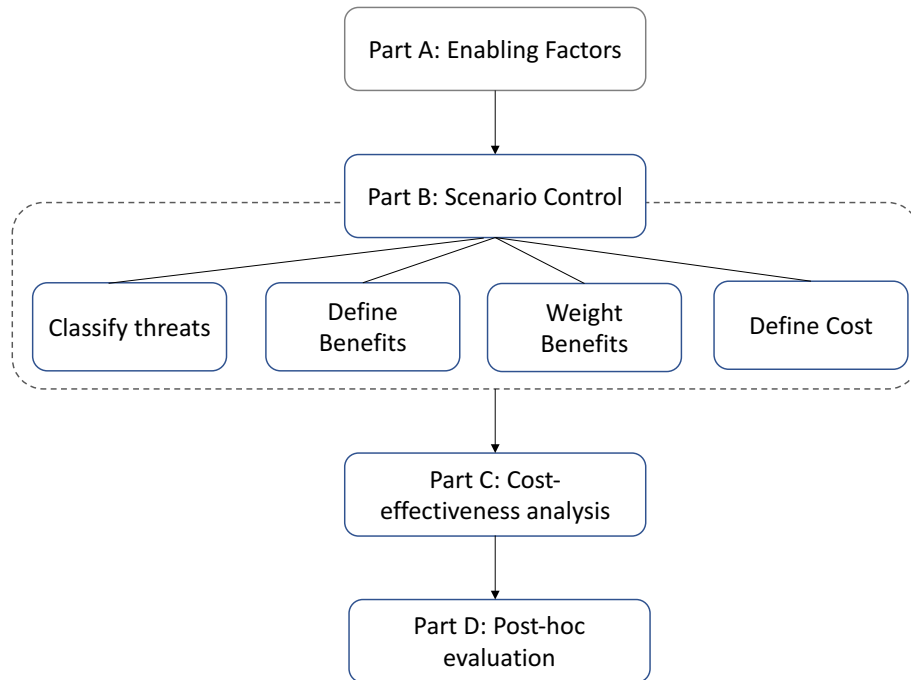 Part A: Enabling Factors
Part B: Scenario Control
Classify threats
Define
Benefits
Weight
Benefits
Define Cost
Part C: Cost-
effectiveness analysis
Part D: Post-hoc
evaluation